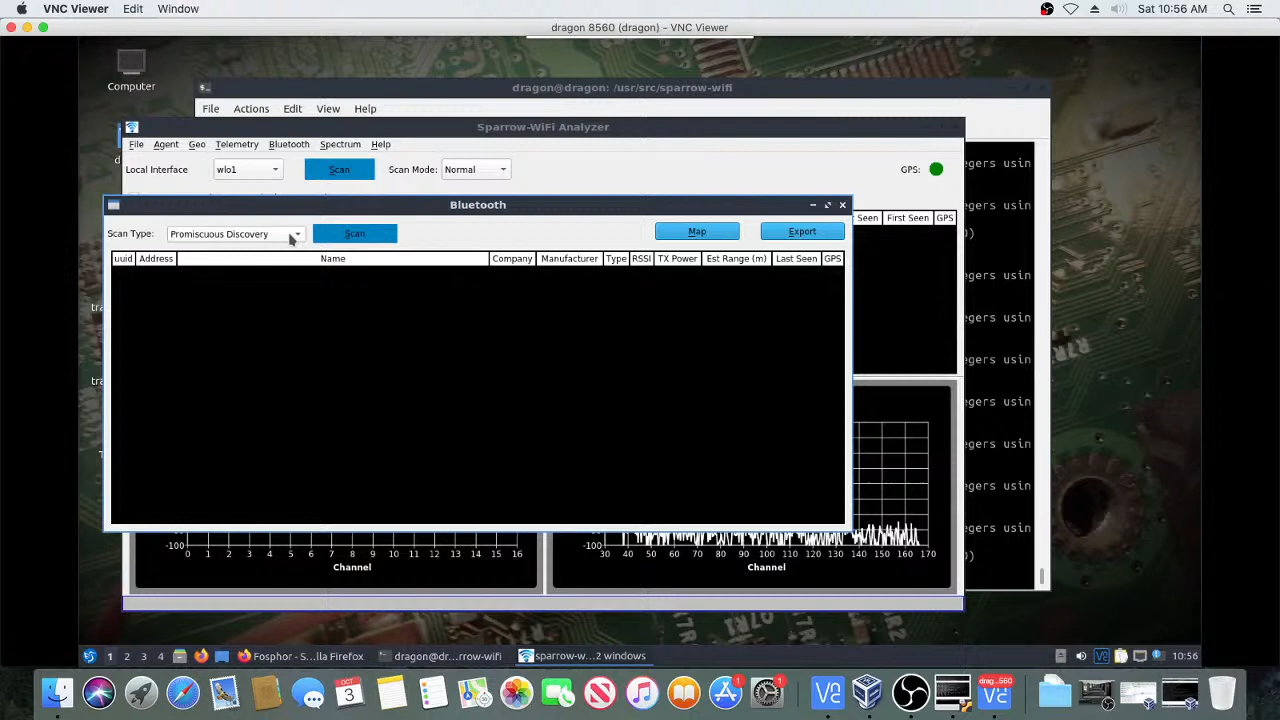 VNC Viewer Edit Window Sat 10:56 AM
dragon 8560 (dragon) - VNC Viewer
Computer
dragon@dragon: /usr/src/sparrow-wifi
File Actions Edit View Help
Sparrow-WiFi Analyzer
File Agent Geo Telemetry Bluetooth Spectrum Help
Local Interface wlo1 Scan Scan Mode: Normal GPS:
Bluetooth
Scan Type: Promiscuous Discovery Scan Map Export
uuid Address Name Company Manufacturer Type RSSI TX Power Est Range (m) Last Seen GPS
Seen First Seen GPS
egers usin
egers usin
)
egers usin
egers usin
egers usin
egers usin
egers usin
egers usin
)
-100 0 1 2 3 4 5 6 7 8 9 10 11 12 13 14 15 16
Channel
-100 30 40 50 60 70 80 90 100 110 120 130 140 150 160 170
Channel
1 2 3 4 Fosphor - ...lla Firefox dragon@dr...rrow-wifi sparrow-w...2 windows 10:56
OCT
3
1
1
drag...560